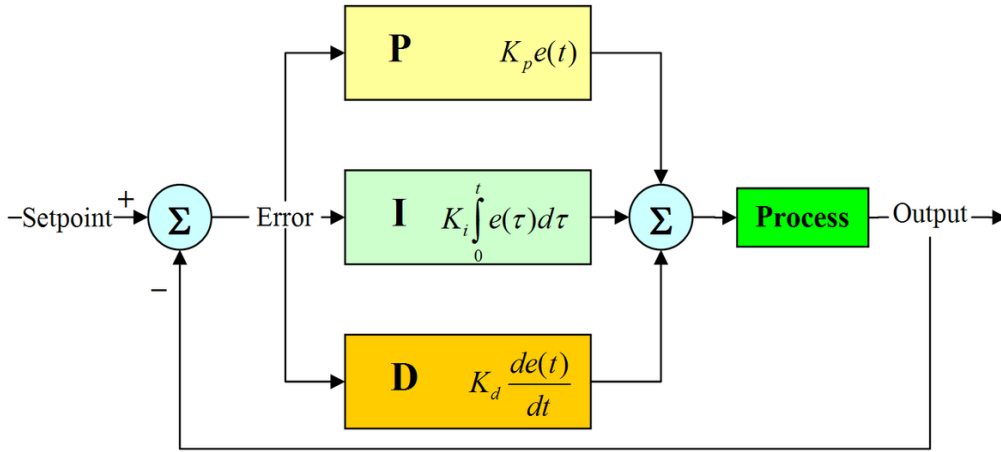 P K_p e(t)
+
–Setpoint Σ Error I K_i ∫_0^t e(τ)dτ Σ Process Output
−
D K_d de(t)/dt